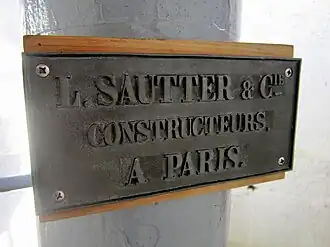 L. SAUTTER & CIE
CONSTRUCTEURS.
A PARIS.